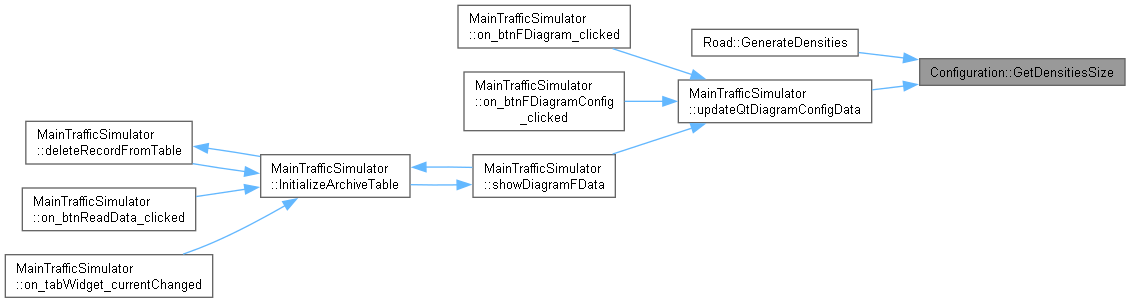 MainTrafficSimulator
::on_btnFDiagram_clicked
Road::GenerateDensities
Configuration::GetDensitiesSize
MainTrafficSimulator
::on_btnFDiagramConfig
_clicked
MainTrafficSimulator
::updateQtDiagramConfigData
MainTrafficSimulator
::deleteRecordFromTable
MainTrafficSimulator
::InitializeArchiveTable
MainTrafficSimulator
::showDiagramFData
MainTrafficSimulator
::on_btnReadData_clicked
MainTrafficSimulator
::on_tabWidget_currentChanged